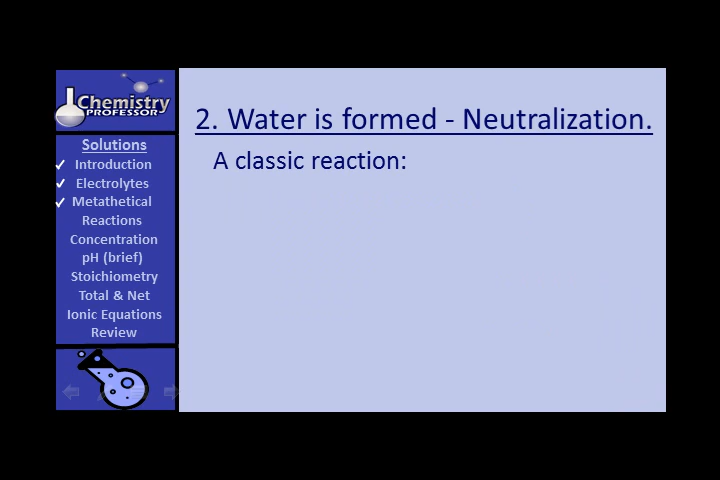 Chemistry
PROFESSOR
Solutions
Introduction
Electrolytes
Metathetical
Reactions
Concentration
pH (brief)
Stoichiometry
Total & Net
Ionic Equations
Review
2. Water is formed - Neutralization.
A classic reaction: